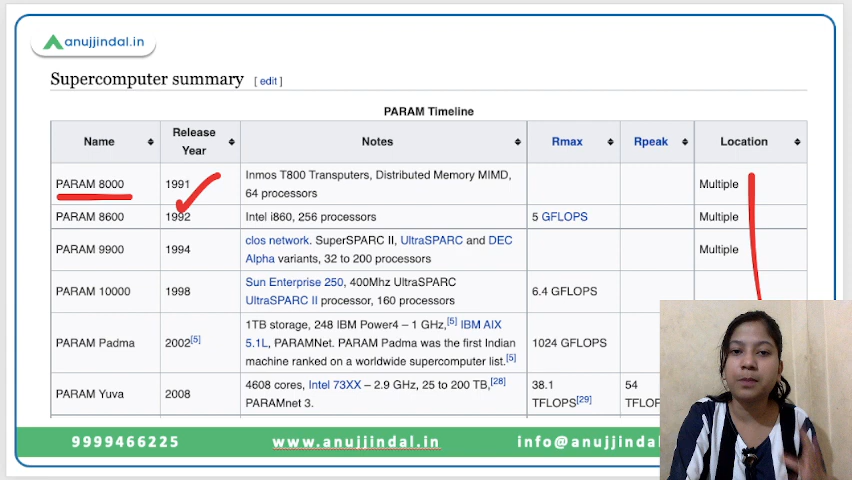 anujjindal.in
Supercomputer summary [ edit ]
PARAM Timeline
Name Release Year Notes Rmax Rpeak Location
PARAM 8000 1991 Inmos T800 Transputers, Distributed Memory MIMD,
64 processors Multiple
PARAM 8600 1992 Intel i860, 256 processors 5 GFLOPS Multiple
PARAM 9900 1994 clos network. SuperSPARC II, UltraSPARC and DEC
Alpha variants, 32 to 200 processors Multiple
PARAM 10000 1998 Sun Enterprise 250, 400Mhz UltraSPARC
UltraSPARC II processor, 160 processors 6.4 GFLOPS
PARAM Padma 2002[5] 1TB storage, 248 IBM Power4 – 1 GHz,[5] IBM AIX
5.1L, PARAMNet. PARAM Padma was the first Indian
machine ranked on a worldwide supercomputer list.[5] 1024 GFLOPS
PARAM Yuva 2008 4608 cores, Intel 73XX – 2.9 GHz, 25 to 200 TB,[28]
PARAMnet 3. 38.1 TFLOPS[29] 54
9999466225 www.anujjindal.in info@anujjindal